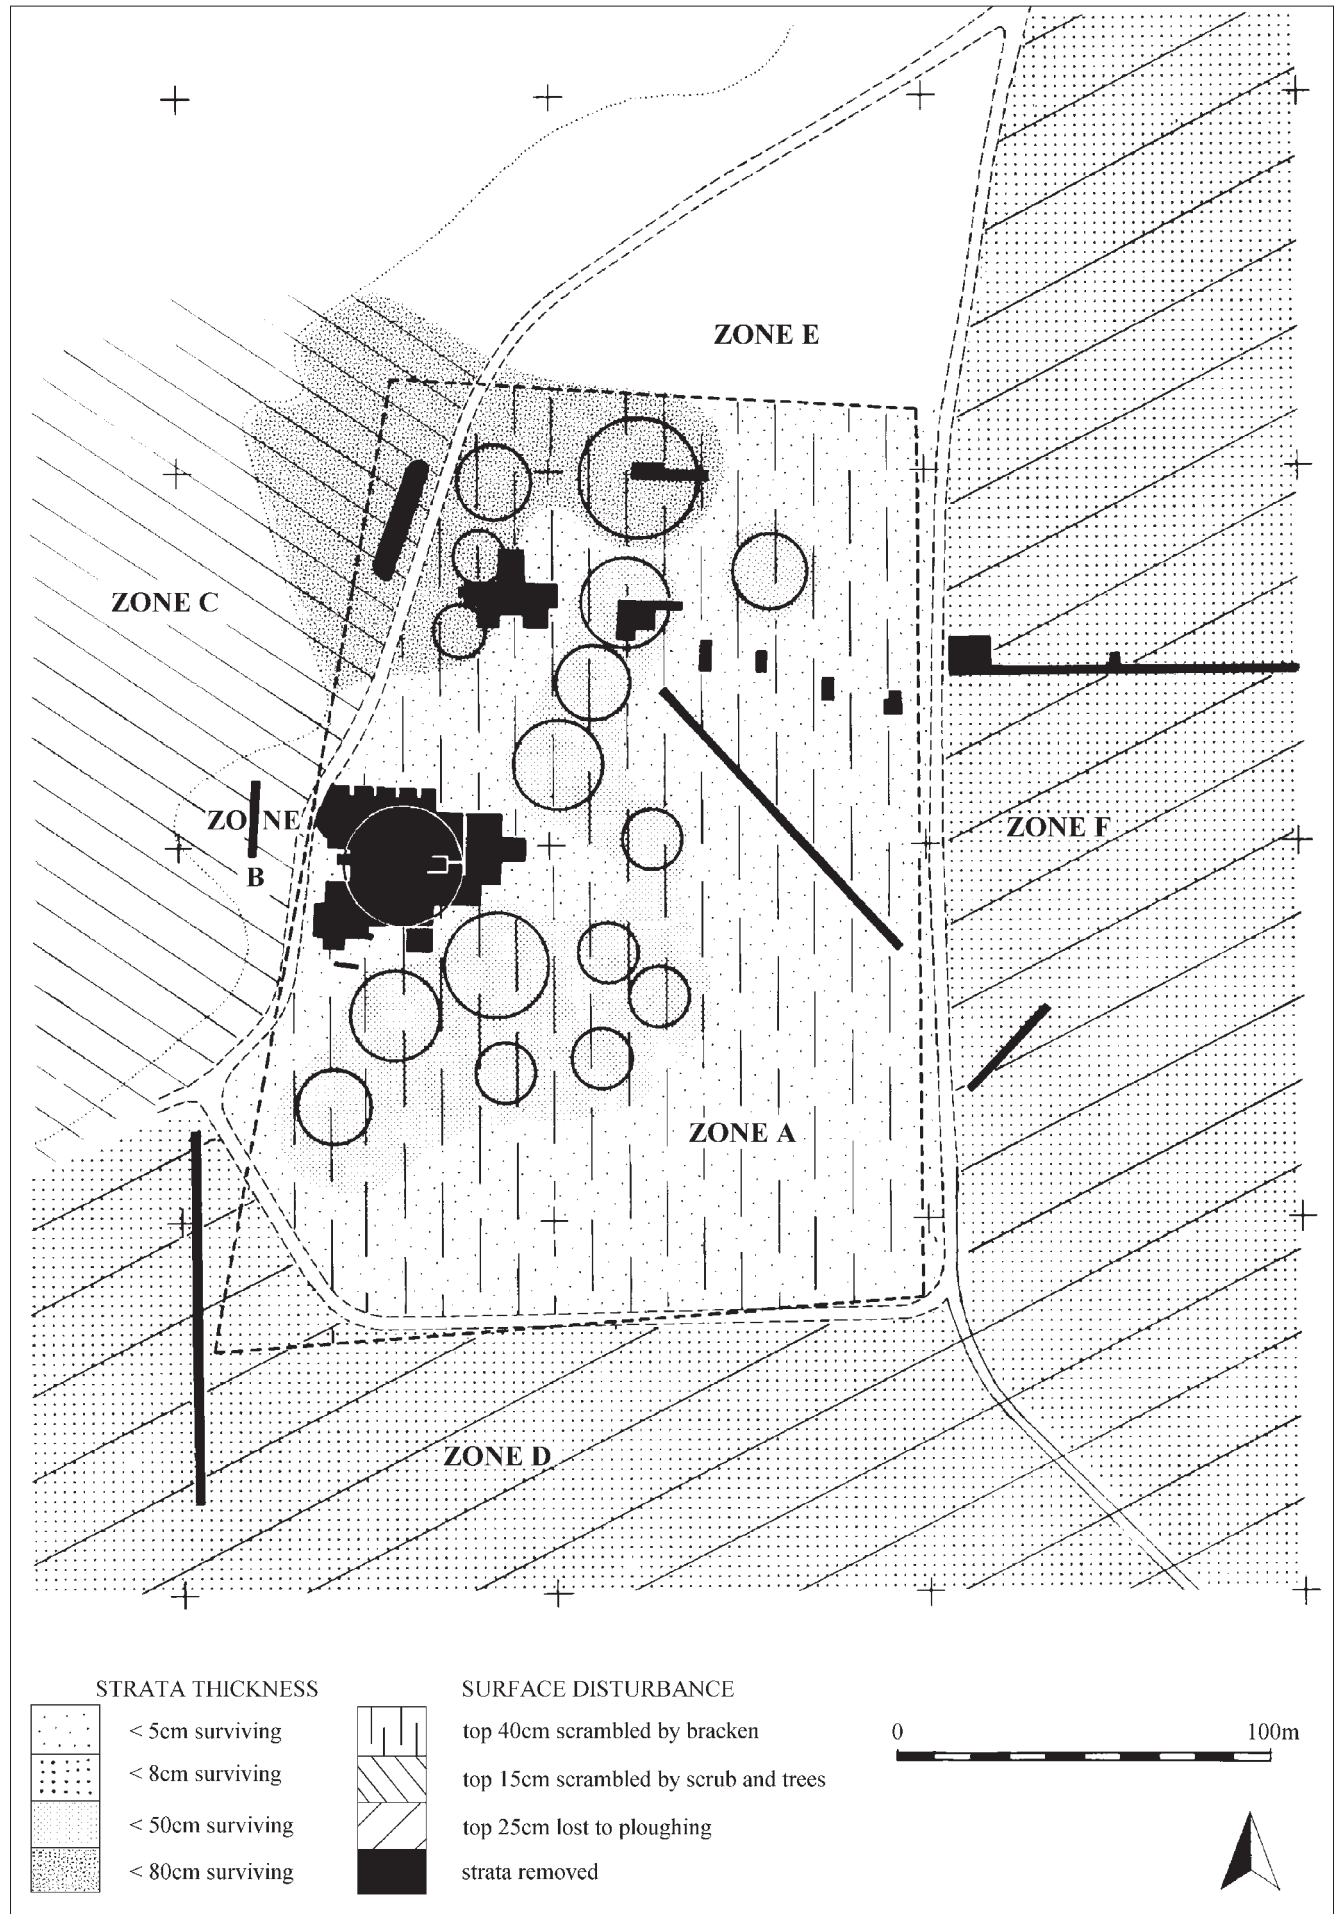 ZONE E
ZONE C
ZONE
B
ZONE F
ZONE A
ZONE D
STRATA THICKNESS
< 5cm surviving
< 8cm surviving
< 50cm surviving
< 80cm surviving
SURFACE DISTURBANCE
top 40cm scrambled by bracken
top 15cm scrambled by scrub and trees
top 25cm lost to ploughing
strata removed
0 100m